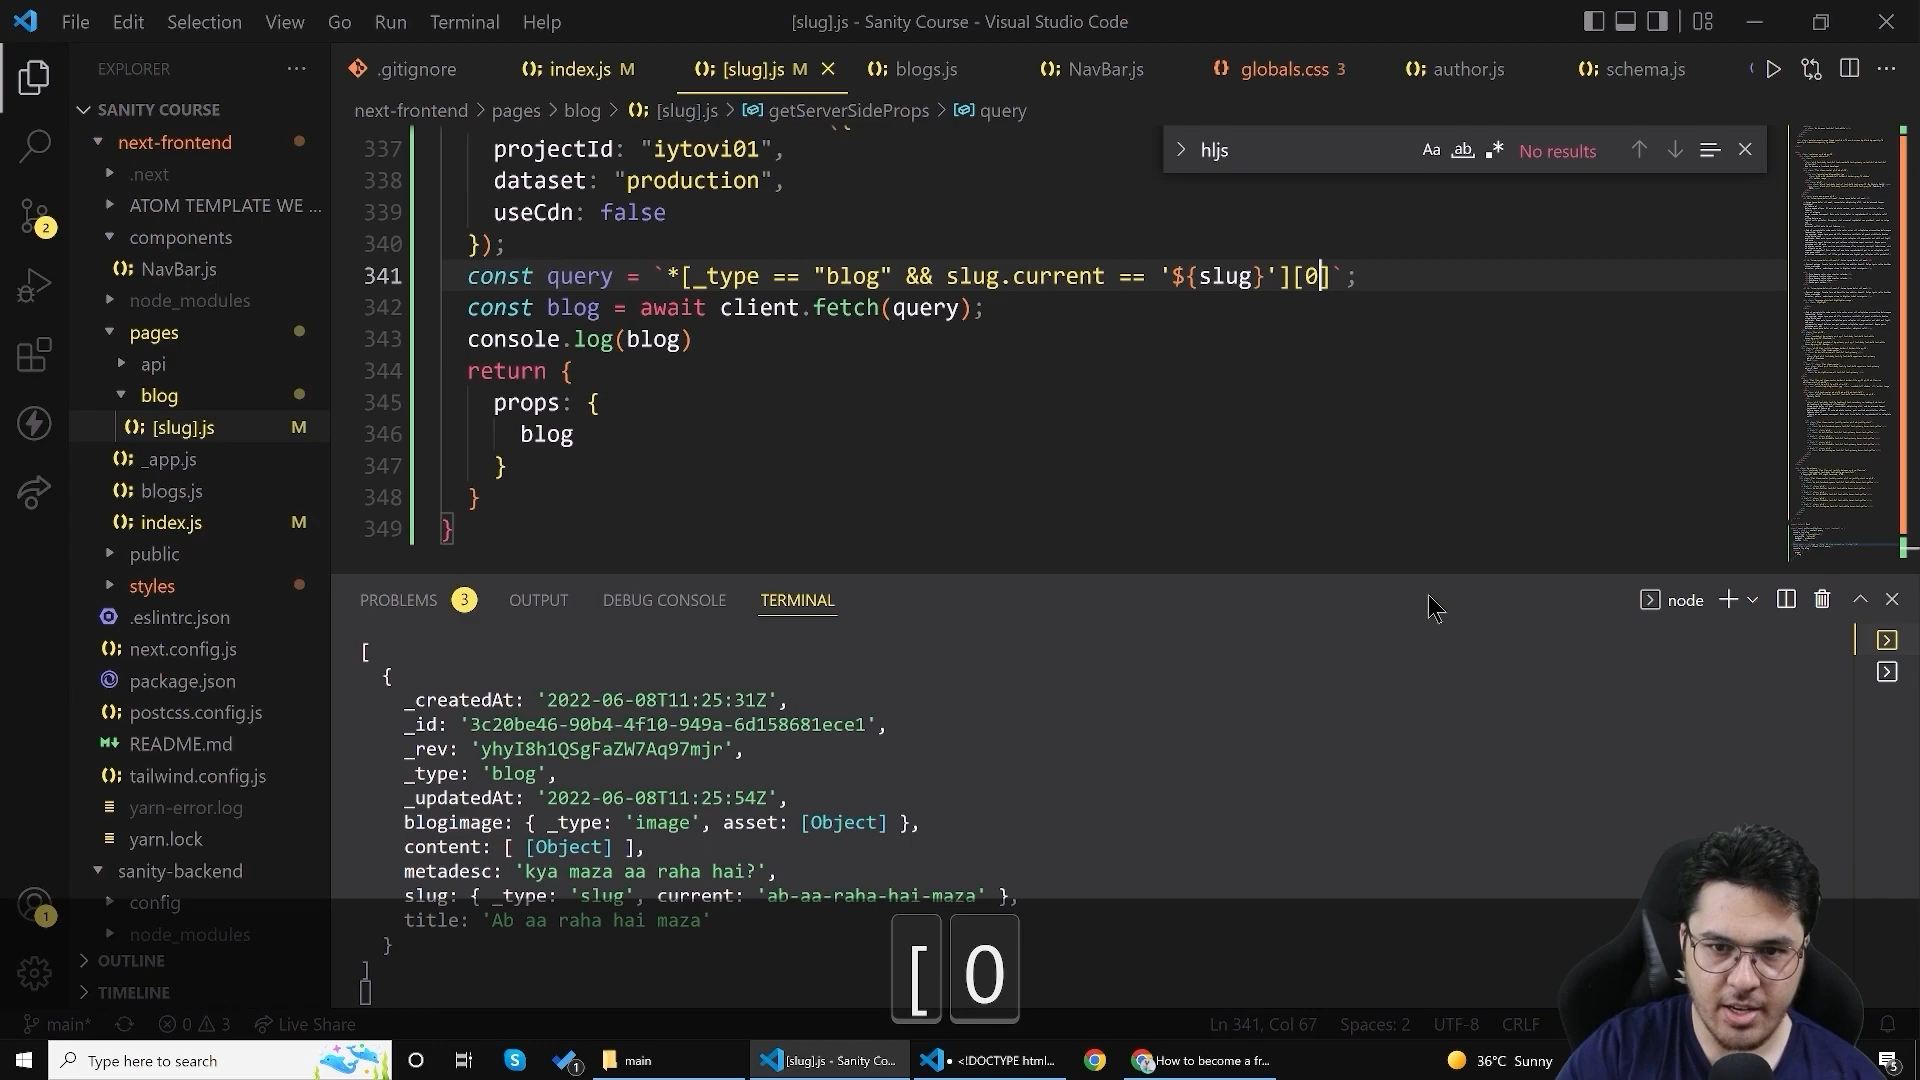 File Edit Selection View Go Run Terminal Help
[slug].js - Sanity Course - Visual Studio Code
EXPLORER
.gitignore
index.js M
[slug].js M
blogs.js
NavBar.js
globals.css 3
author.js
schema.js
SANITY COURSE
next-frontend
.next
ATOM TEMPLATE WE ...
components
NavBar.js
node_modules
pages
api
blog
[slug].js M
_app.js
blogs.js
index.js M
public
styles
.eslintrc.json
next.config.js
package.json
postcss.config.js
README.md
tailwind.config.js
yarn-error.log
yarn.lock
sanity-backend
config
node_modules
OUTLINE
TIMELINE
2
1
next-frontend > pages > blog > [slug].js > getServerSideProps > query
hljs
Aa ab .* No results
337 projectId: "iytovi01",
338 dataset: "production",
339 useCdn: false
340 });
341 const query = `*[_type == "blog" && slug.current == '${slug}'][0]`;
342 const blog = await client.fetch(query);
343 console.log(blog)
344 return {
345 props: {
346 blog
347 }
348 }
349 }
PROBLEMS 3 OUTPUT DEBUG CONSOLE TERMINAL
node
[
{
_createdAt: '2022-06-08T11:25:31Z',
_id: '3c20be46-90b4-4f10-949a-6d158681ece1',
_rev: 'yhyI8h1QSgFaZW7Aq97mjr',
_type: 'blog',
_updatedAt: '2022-06-08T11:25:54Z',
blogimage: { _type: 'image', asset: [Object] },
content: [ [Object] ],
metadesc: 'kya maza aa raha hai?',
slug: { _type: 'slug', current: 'ab-aa-raha-hai-maza' },
title: 'Ab aa raha hai maza'
}
]
[ 0
main* 0 3 Live Share
Ln 341, Col 67 Spaces: 2 UTF-8 CRLF
Type here to search
1
main
[slug].js - Sanity Co...
• <!DOCTYPE html...
How to become a fr...
36°C Sunny
5